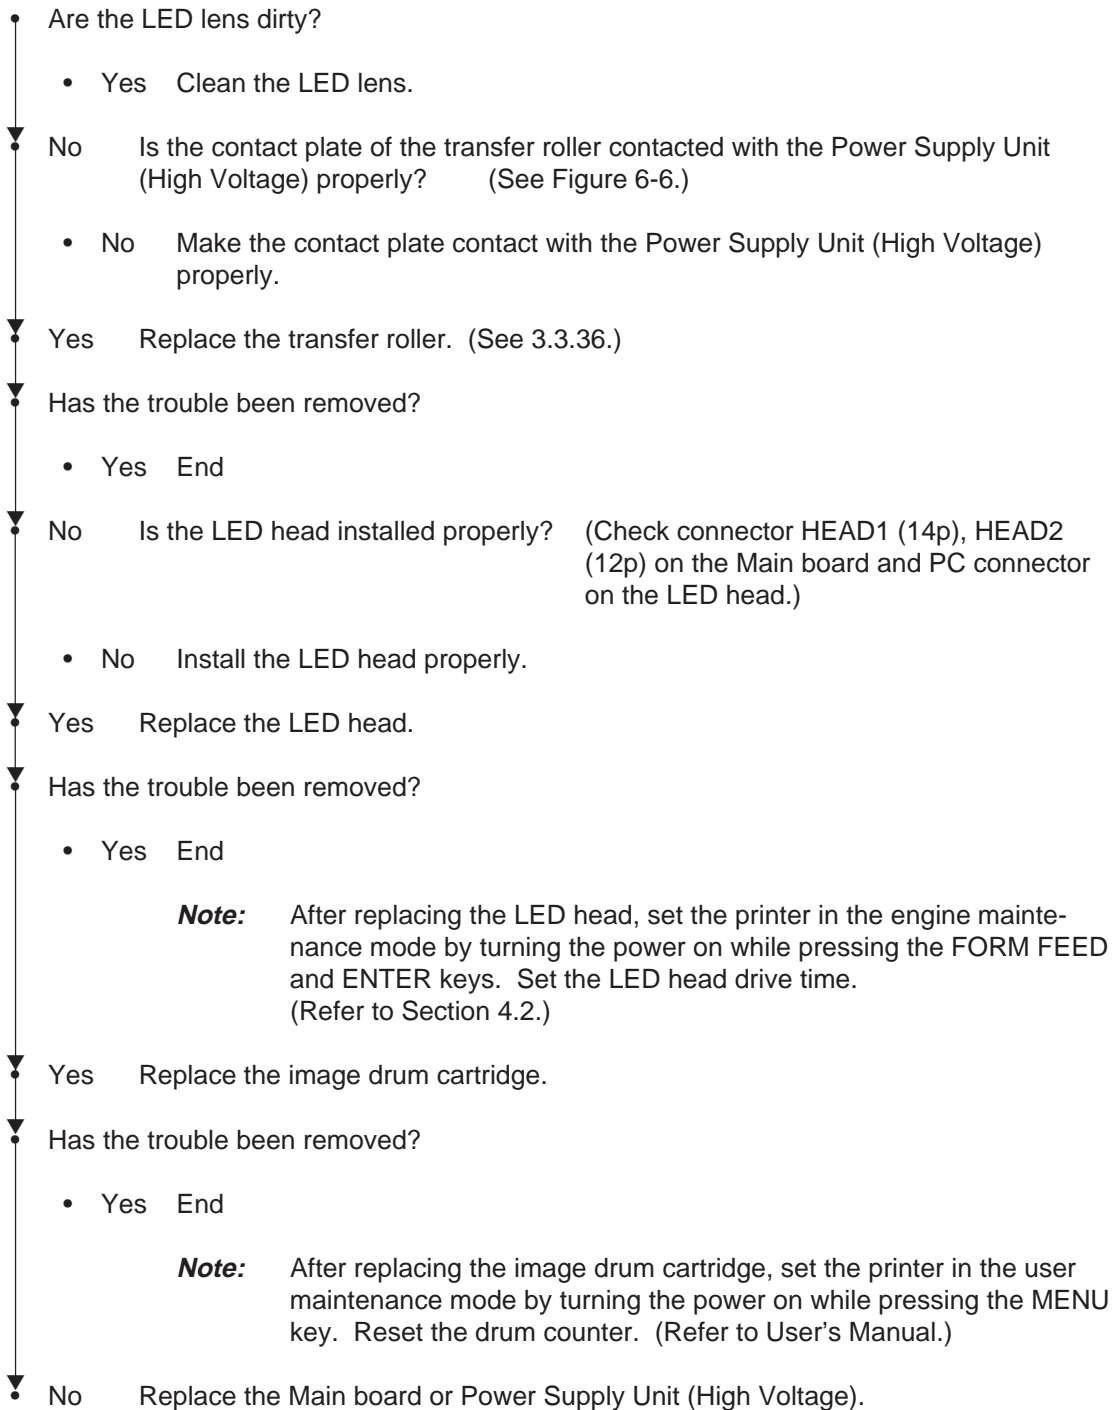 Are the LED lens dirty?
• Yes Clean the LED lens.
No Is the contact plate of the transfer roller contacted with the Power Supply Unit
(High Voltage) properly? (See Figure 6-6.)
• No Make the contact plate contact with the Power Supply Unit (High Voltage)
properly.
Yes Replace the transfer roller. (See 3.3.36.)
Has the trouble been removed?
• Yes End
No Is the LED head installed properly? (Check connector HEAD1 (14p), HEAD2
(12p) on the Main board and PC connector
on the LED head.)
• No Install the LED head properly.
Yes Replace the LED head.
Has the trouble been removed?
• Yes End
Note: After replacing the LED head, set the printer in the engine mainte-
nance mode by turning the power on while pressing the FORM FEED
and ENTER keys. Set the LED head drive time.
(Refer to Section 4.2.)
Yes Replace the image drum cartridge.
Has the trouble been removed?
• Yes End
Note: After replacing the image drum cartridge, set the printer in the user
maintenance mode by turning the power on while pressing the MENU
key. Reset the drum counter. (Refer to User's Manual.)
No Replace the Main board or Power Supply Unit (High Voltage).